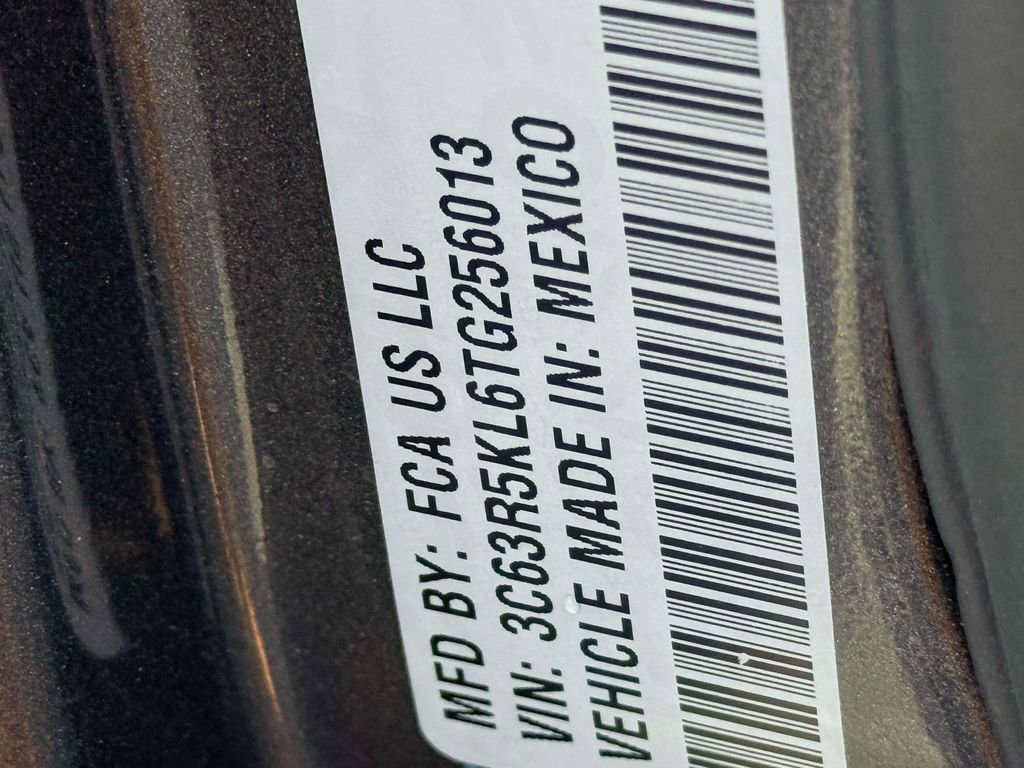 MFD BY: FCA US LLC
VIN: 3C63R5KL6TG256013
VEHICLE MADE IN: MEXICO